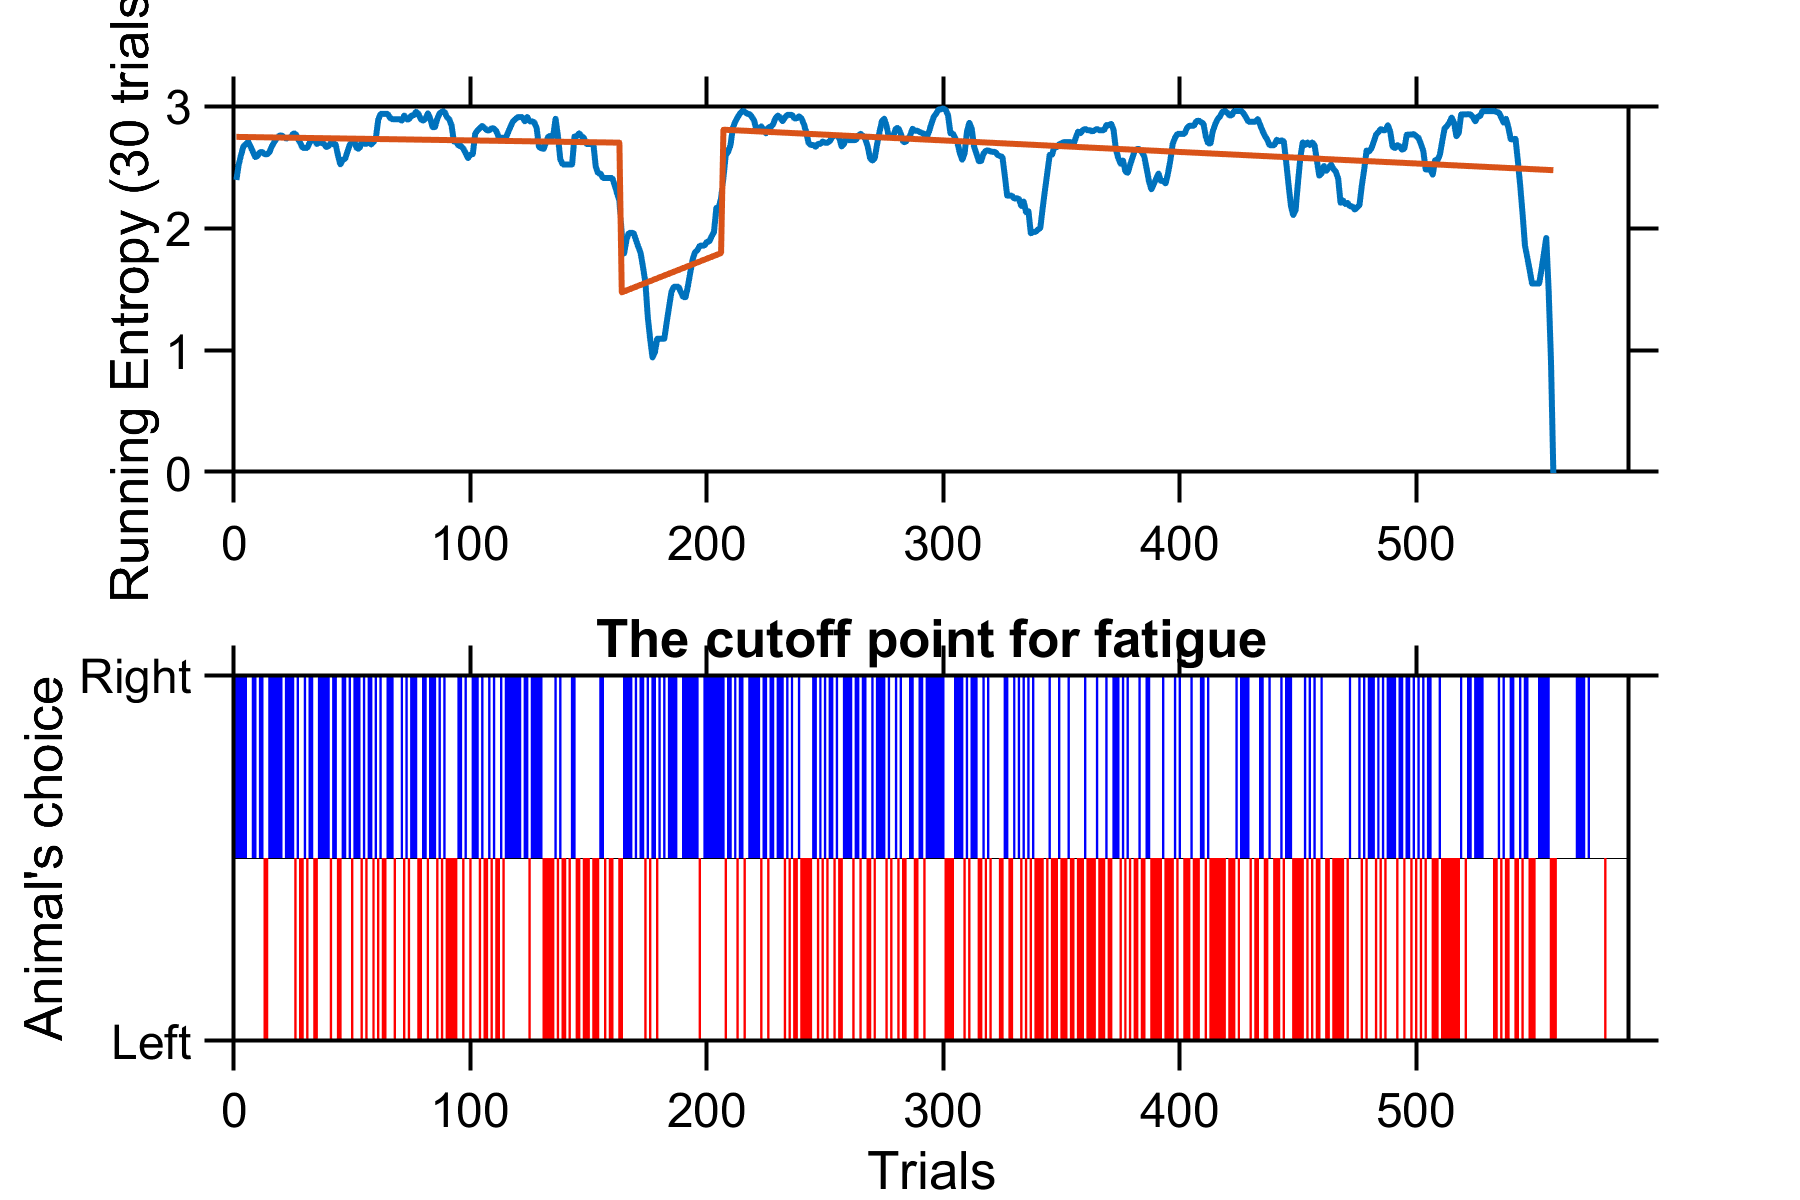 Running Entropy (30 trials
3
2
1
0
0 100 200 300 400 500
The cutoff point for fatigue
Animal's choice
Right
Left
0 100 200 300 400 500
Trials